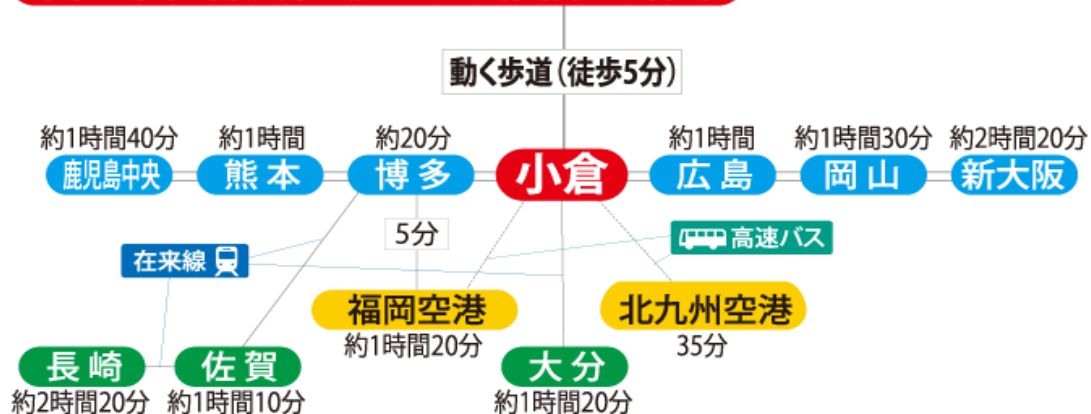 動く歩道（徒歩5分）
約1時間40分 約1時間 約20分 約1時間 約1時間30分 約2時間20分
鹿児島中央 熊本 博多 小倉 広島 岡山 新大阪
5分 高速バス
在来線
福岡空港 北九州空港
約1時間20分 35分
長崎 佐賀 大分
約2時間20分 約1時間10分 約1時間20分